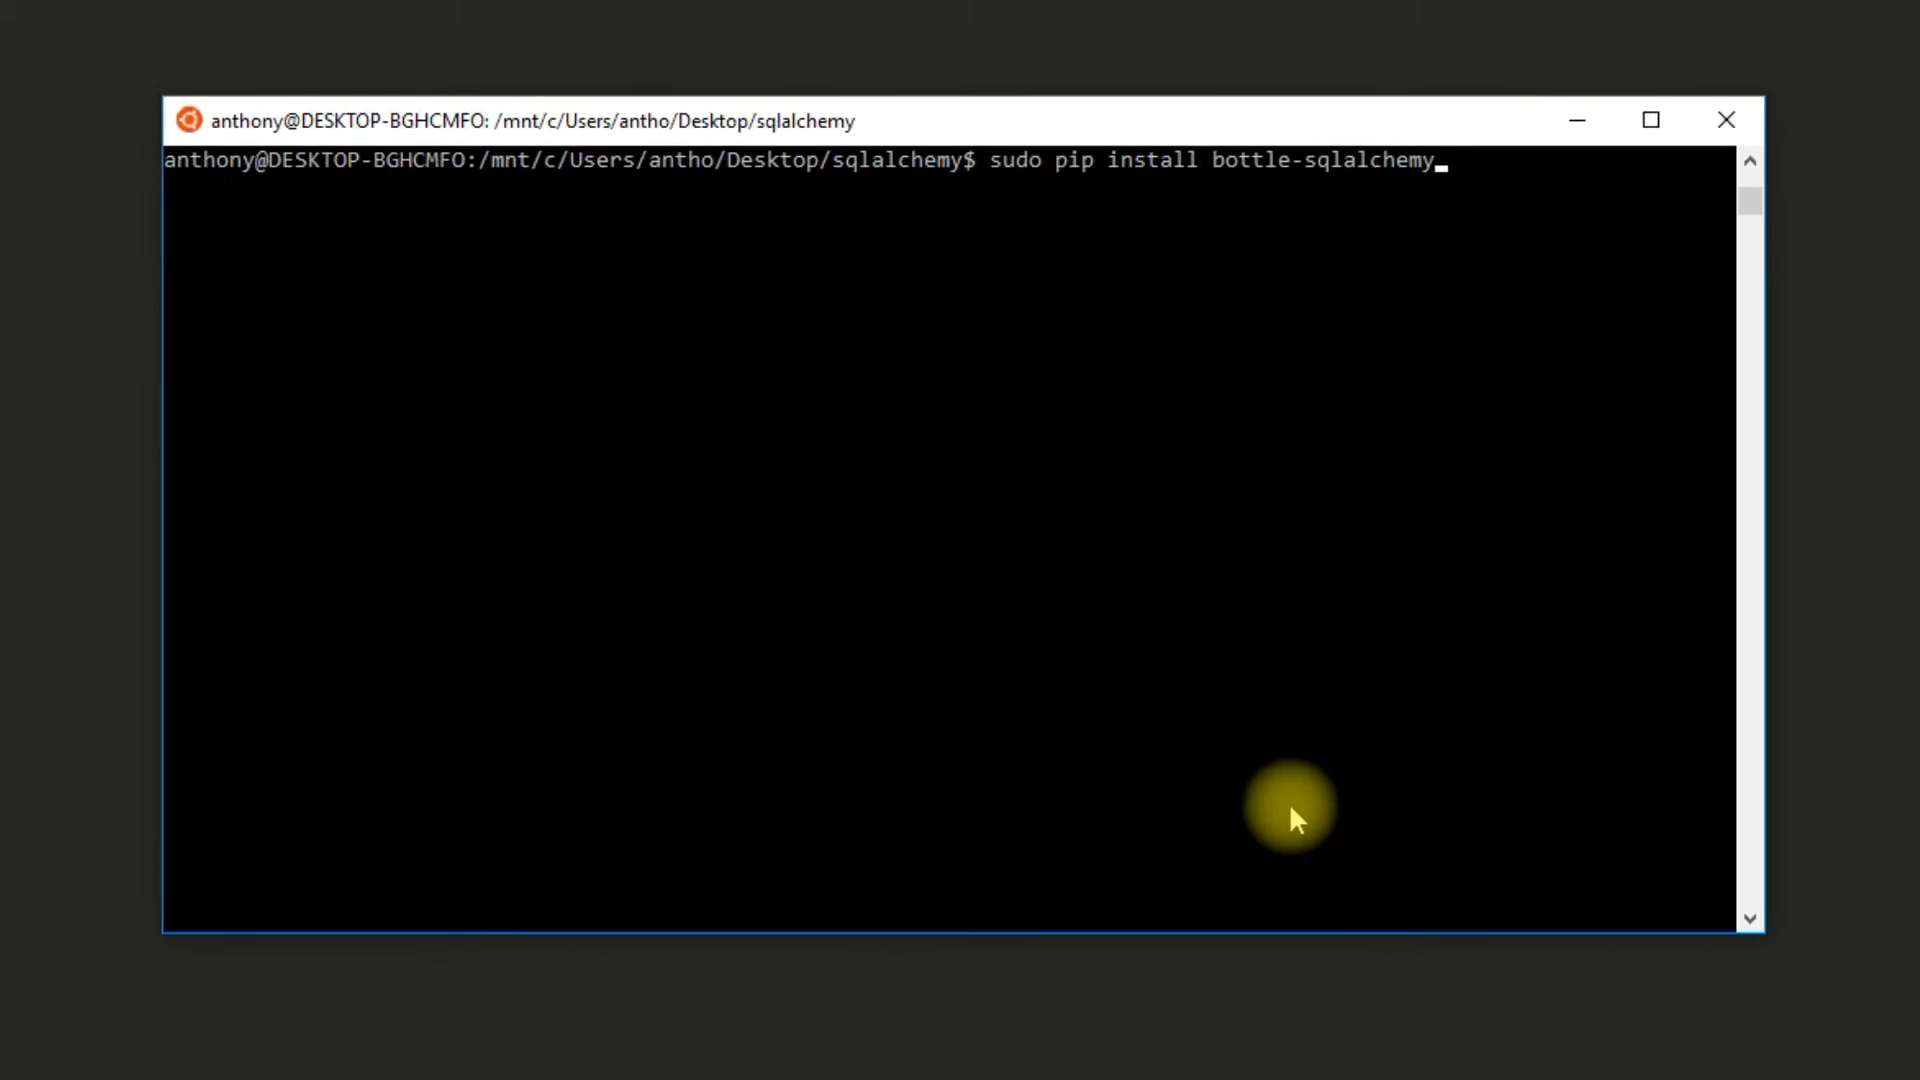 anthony@DESKTOP-BGHCMFO: /mnt/c/Users/antho/Desktop/sqlalchemy
anthony@DESKTOP-BGHCMFO:/mnt/c/Users/antho/Desktop/sqlalchemy$ sudo pip install bottle-sqlalchemy